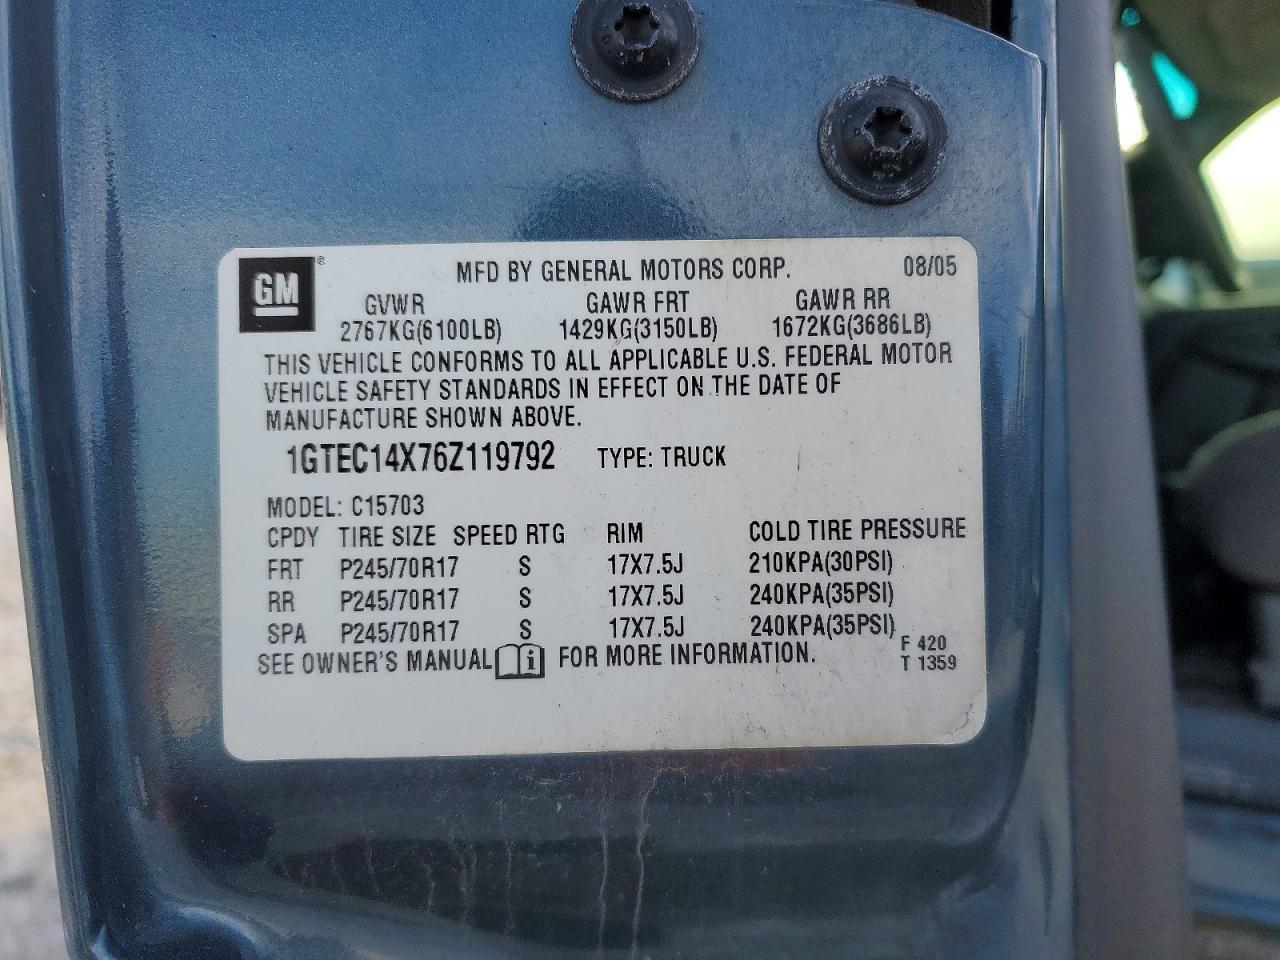 GM
MFD BY GENERAL MOTORS CORP. 08/05
GVWR GAWR FRT GAWR RR
2767KG(6100LB) 1429KG(3150LB) 1672KG(3686LB)
THIS VEHICLE CONFORMS TO ALL APPLICABLE U.S. FEDERAL MOTOR
VEHICLE SAFETY STANDARDS IN EFFECT ON THE DATE OF
MANUFACTURE SHOWN ABOVE.
1GTEC14X76Z119792 TYPE: TRUCK
MODEL: C15703
CPDY TIRE SIZE SPEED RTG RIM COLD TIRE PRESSURE
FRT P245/70R17 S 17X7.5J 210KPA(30PSI)
RR P245/70R17 S 17X7.5J 240KPA(35PSI)
SPA P245/70R17 S 17X7.5J 240KPA(35PSI)
SEE OWNER'S MANUAL i FOR MORE INFORMATION.
F 420
T 1359